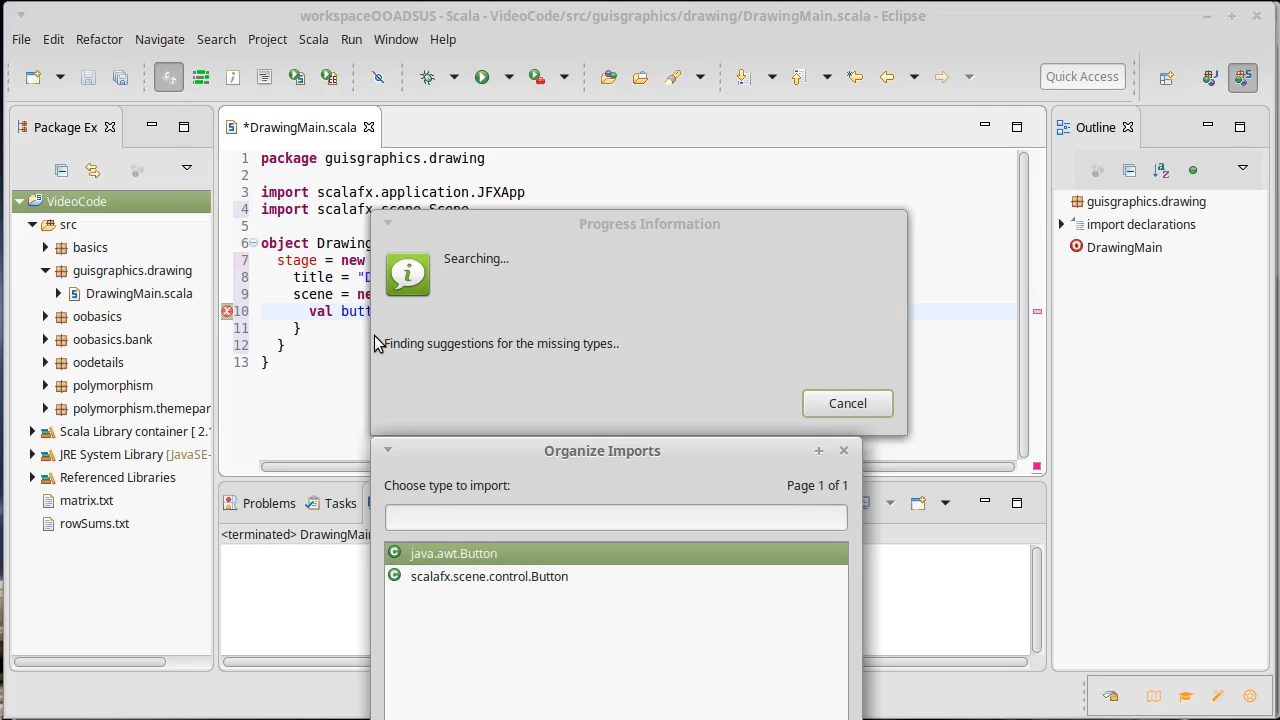 workspaceOOADSUS - Scala - VideoCode/src/guisgraphics/drawing/DrawingMain.scala - Eclipse
File Edit Refactor Navigate Search Project Scala Run Window Help
Quick Access
Package Ex
VideoCode
src
basics
guisgraphics.drawing
DrawingMain.scala
oobasics
oobasics.bank
oodetails
polymorphism
polymorphism.themepar
Scala Library container [ 2.
JRE System Library [JavaSE-
Referenced Libraries
matrix.txt
rowSums.txt
*DrawingMain.scala
1 package guisgraphics.drawing
2
3 import scalafx.application.JFXApp
4 import scalafx.scene.Scene
5
6 object Drawing
7 stage = new
8 title = "D
9 scene = ne
10 val butt
11 }
12 }
13 }
Progress Information
Searching...
Finding suggestions for the missing types..
Cancel
Organize Imports
Choose type to import: Page 1 of 1
java.awt.Button
scalafx.scene.control.Button
Problems Tasks
<terminated> DrawingMain
Outline
guisgraphics.drawing
import declarations
DrawingMain